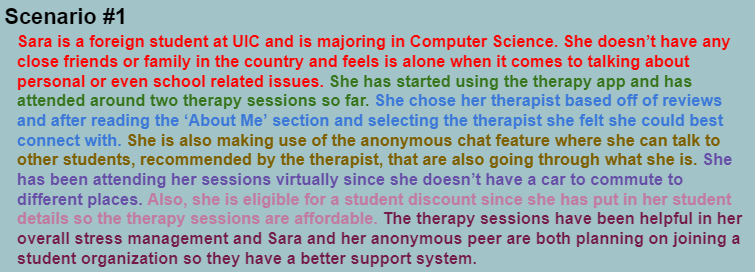 Scenario #1
Sara is a foreign student at UIC and is majoring in Computer Science. She doesn't have any
close friends or family in the country and feels is alone when it comes to talking about
personal or even school related issues. She has started using the therapy app and has
attended around two therapy sessions so far. She chose her therapist based off of reviews
and after reading the 'About Me' section and selecting the therapist she felt she could best
connect with. She is also making use of the anonymous chat feature where she can talk to
other students, recommended by the therapist, that are also going through what she is. She
has been attending her sessions virtually since she doesn't have a car to commute to
different places. Also, she is eligible for a student discount since she has put in her student
details so the therapy sessions are affordable. The therapy sessions have been helpful in her
overall stress management and Sara and her anonymous peer are both planning on joining a
student organization so they have a better support system.